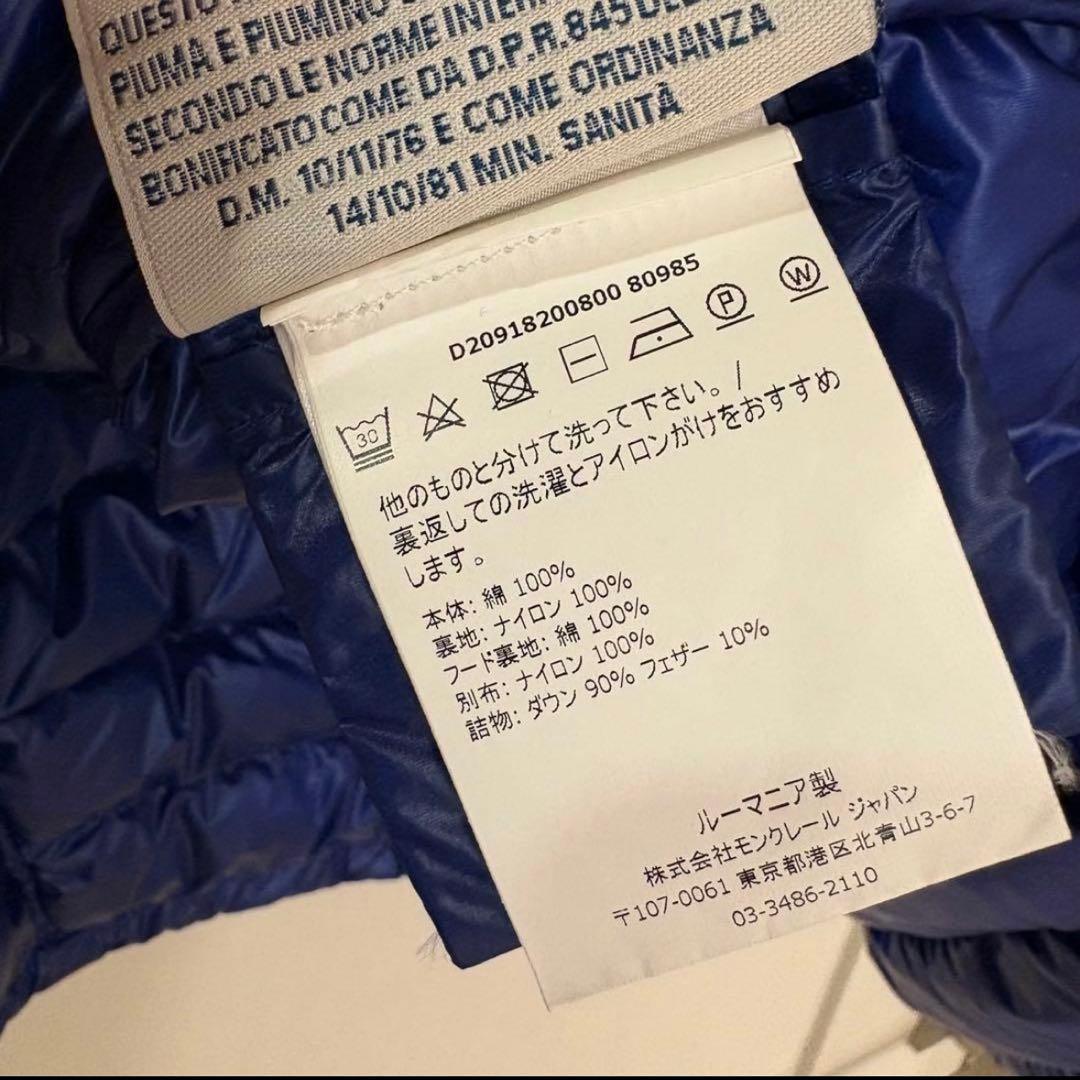 QUESTO
PIUMA E PIUMINO
SECONDO LE NORME INTER
BONIFICATO COME DA D.P.R. 845 DEL
D.M. 10/11/76 E COME ORDINANZA
14/10/81 MIN. SANITÀ
D20918200800 80985
30 P W
他のものと分けて洗って下さい。/
裏返しての洗濯とアイロンがけをおすすめ
します。
本体: 綿 100%
裏地: ナイロン 100%
フード裏地: 綿 100%
別布: ナイロン 100%
詰物: ダウン 90% フェザー 10%
ルーマニア製
株式会社モンクレール ジャパン
〒107-0061 東京都港区北青山3-6-7
03-3486-2110